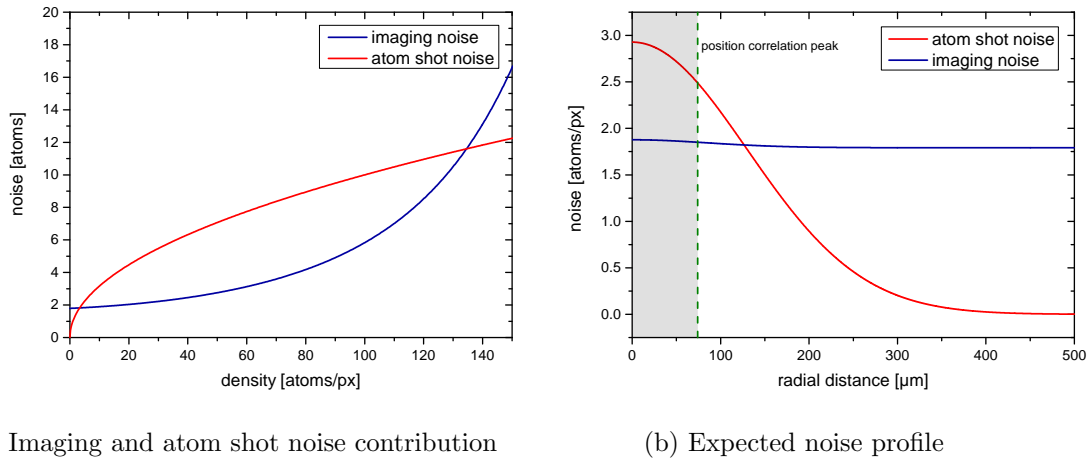 imaging noise
atom shot noise
20
18
16
14
12
10
8
6
4
2
0
noise [atoms]
0 20 40 60 80 100 120 140
density [atoms/px]
Imaging and atom shot noise contribution
position correlation peak
atom shot noise
imaging noise
3.0
2.5
2.0
1.5
1.0
0.5
0.0
noise [atoms/px]
0 100 200 300 400 500
radial distance [µm]
(b) Expected noise profile